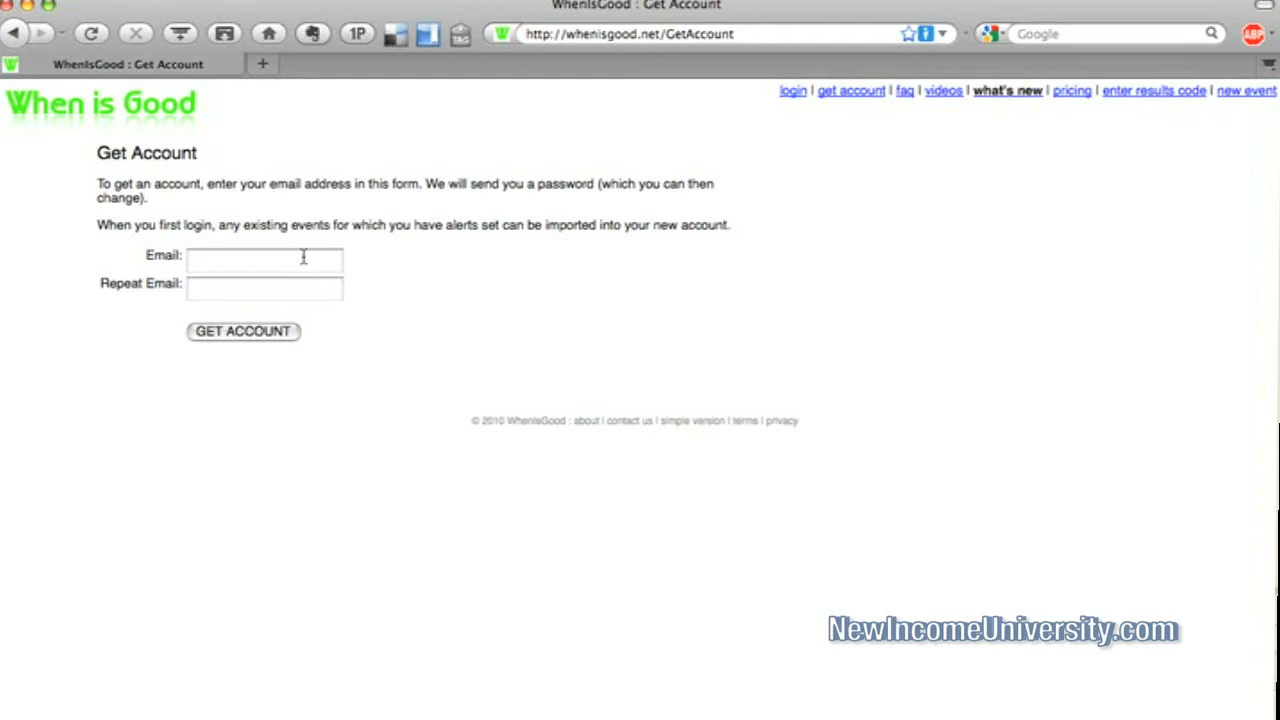 WhenIsGood : Get Account
1P
TAG
W
http://whenisgood.net/GetAccount
Google
ABP
W
WhenIsGood : Get Account
+
When is Good
login | get account | faq | videos | what's new | pricing | enter results code | new event
Get Account
To get an account, enter your email address in this form. We will send you a password (which you can then
change).
When you first login, any existing events for which you have alerts set can be imported into your new account.
Email:
Repeat Email:
GET ACCOUNT
© 2010 WhenIsGood : about | contact us | simple version | terms | privacy
NewIncomeUniversity.com